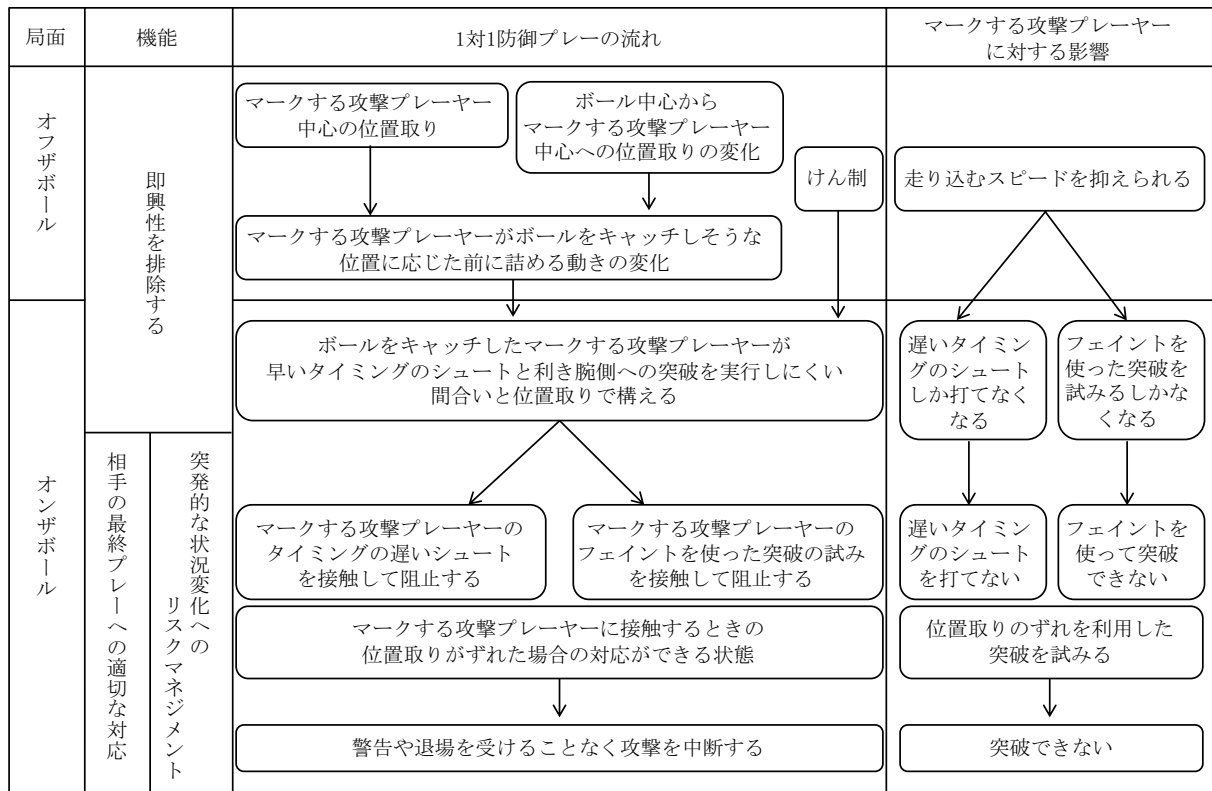 局面
機能
1対1防御プレーの流れ
マークする攻撃プレーヤー
に対する影響
オフザボール
オンザボール
即興性を排除する
相手の最終プレーへの適切な対応
突発的な状況変化への
リスクマネジメント
マークする攻撃プレーヤー
中心の位置取り
ボール中心から
マークする攻撃プレーヤー
中心への位置取りの変化
けん制
マークする攻撃プレーヤーがボールをキャッチしそうな
位置に応じた前に詰める動きの変化
ボールをキャッチしたマークする攻撃プレーヤーが
早いタイミングのシュートと利き腕側への突破を実行しにくい
間合いと位置取りで構える
マークする攻撃プレーヤーの
タイミングの遅いシュート
を接触して阻止する
マークする攻撃プレーヤーの
フェイントを使った突破の試み
を接触して阻止する
マークする攻撃プレーヤーに接触するときの
位置取りがずれた場合の対応ができる状態
警告や退場を受けることなく攻撃を中断する
走り込むスピードを抑えられる
遅いタイミン
グのシュート
しか打てなく
なる
フェイントを
使った突破を
試みるしかな
くなる
遅いタイミン
グのシュート
を打てない
フェイントを
使って突破
できない
位置取りのずれを利用した
突破を試みる
突破できない